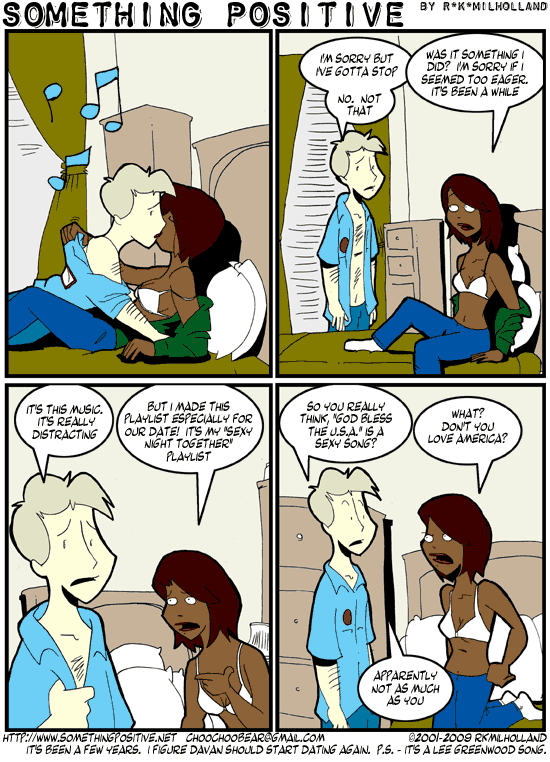 SOMETHING POSITIVE BY R*K*MILHOLLAND
I'M SORRY BUT
I'VE GOTTA STOP
NO. NOT
THAT
WAS IT SOMETHING I
DID? I'M SORRY IF I
SEEMED TOO EAGER.
IT'S BEEN A WHILE
IT'S THIS MUSIC.
IT'S REALLY
DISTRACTING
BUT I MADE THIS
PLAYLIST ESPECIALLY FOR
OUR DATE! IT'S MY "SEXY
NIGHT TOGETHER"
PLAYLIST
SO YOU REALLY
THINK, "GOD BLESS
THE U.S.A." IS A
SEXY SONG?
WHAT?
DON'T YOU
LOVE AMERICA?
APPARENTLY
NOT AS MUCH
AS YOU
HTTP://WWW.SOMETHINGPOSITIVE.NET CHOOCHOOBEAR@GMAIL.COM ©2001-2009 RKMILHOLLAND
IT'S BEEN A FEW YEARS. I FIGURE DAVAN SHOULD START DATING AGAIN. P.S. - IT'S A LEE GREENWOOD SONG.